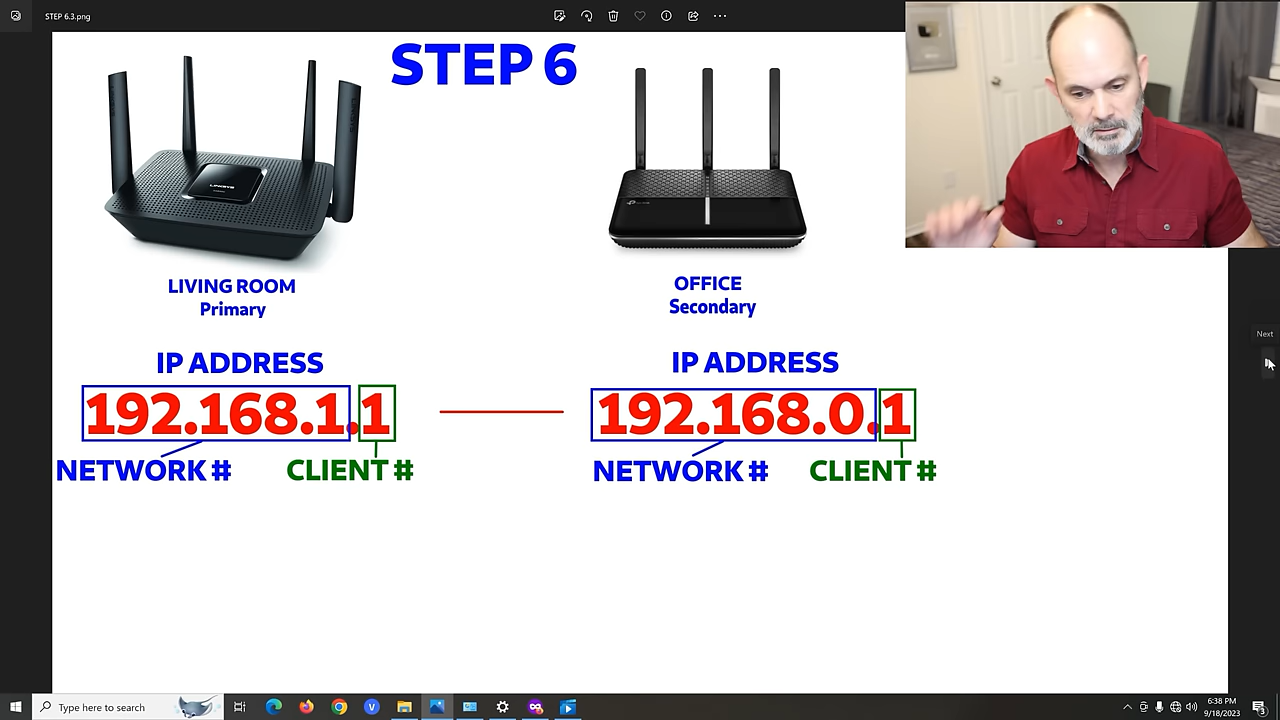 STEP 6.3.png
STEP 6
LINKSYS
LIVING ROOM
Primary
OFFICE
Secondary
IP ADDRESS
192.168.1.1
NETWORK #
CLIENT #
IP ADDRESS
192.168.0.1
NETWORK #
CLIENT #
Next
Type here to search
6:38 PM
9/18/2023